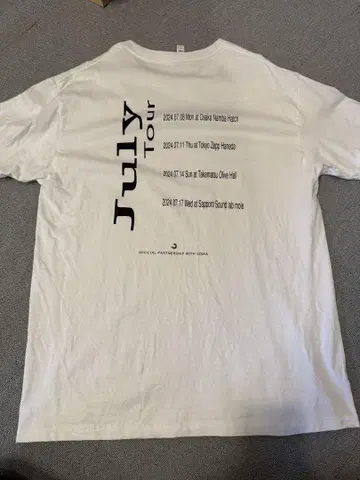 July
Tour
2024.07.08 Mon at Osaka Namba Hatch
2024.07.11 Thu at Tokyo Zepp Haneda
2024.07.14 Sun at Takamatsu Olive Hall
2024.07.17 Wed at Sapporo Sound lab mole
OFFICIAL PARTNERSHIP WITH